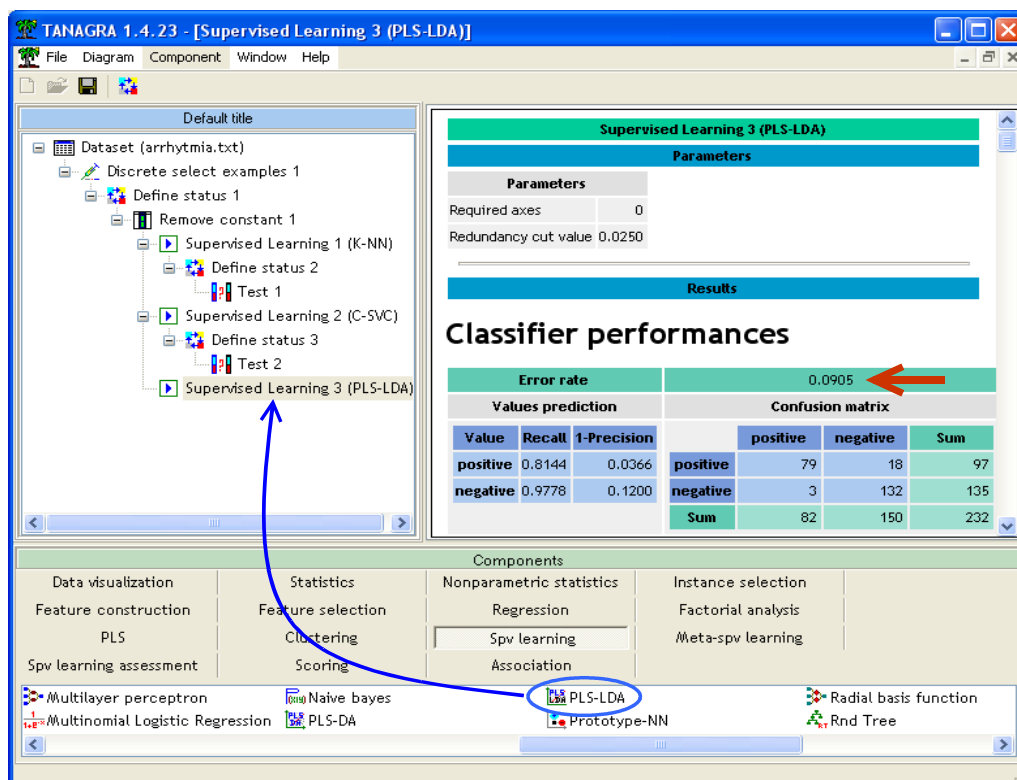 TANAGRA 1.4.23 - [Supervised Learning 3 (PLS-LDA)]
File Diagram Component Window Help
Default title
Dataset (arrhytmia.txt)
Discrete select examples 1
Define status 1
Remove constant 1
Supervised Learning 1 (K-NN)
Define status 2
Test 1
Supervised Learning 2 (C-SVC)
Define status 3
Test 2
Supervised Learning 3 (PLS-LDA)
Supervised Learning 3 (PLS-LDA)
Parameters
Parameters
Required axes 0
Redundancy cut value 0.0250
Results
Classifier performances
Error rate 0.0905
Values prediction Confusion matrix
Value Recall 1-Precision positive negative Sum
positive 0.8144 0.0366 positive 79 18 97
negative 0.9778 0.1200 negative 3 132 135
Sum 82 150 232
Components
Data visualization Statistics Nonparametric statistics Instance selection
Feature construction Feature selection Regression Factorial analysis
PLS Clustering Spv learning Meta-spv learning
Spv learning assessment Scoring Association
Multilayer perceptron Naive bayes PLS-LDA Radial basis function
Multinomial Logistic Regression PLS-DA Prototype-NN Rnd Tree